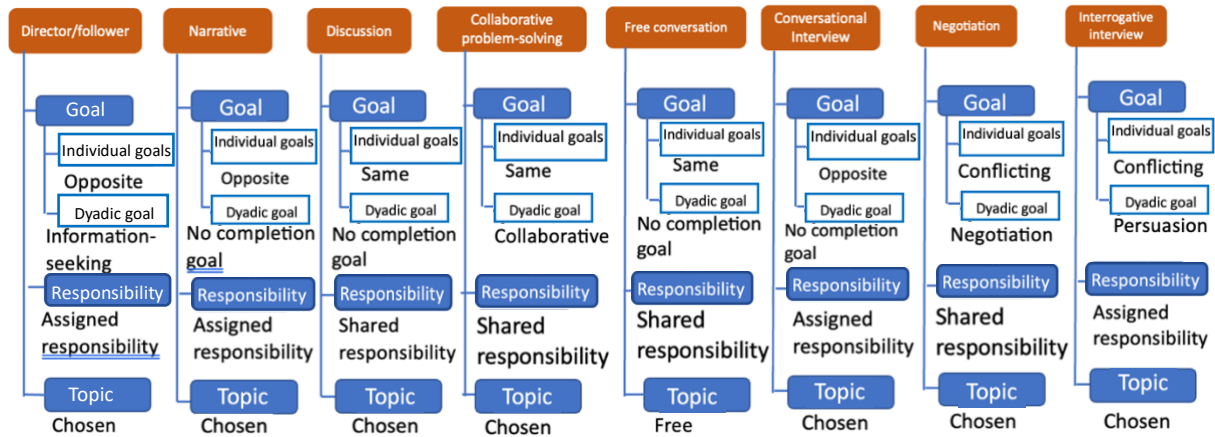 Director/follower
Goal
Individual goals
Opposite
Dyadic goal
Information-
seeking
Responsibility
Assigned
responsibility
Topic
Chosen
Narrative
Goal
Individual goals
Opposite
Dyadic goal
No completion
goal
Responsibility
Assigned
responsibility
Topic
Chosen
Discussion
Goal
Individual goals
Same
Dyadic goal
No completion
goal
Responsibility
Shared
responsibility
Topic
Chosen
Collaborative
problem-solving
Goal
Individual goals
Same
Dyadic goal
Collaborative
Responsibility
Shared
responsibility
Topic
Chosen
Free conversation
Goal
Individual goals
Same
Dyadic goal
No completion
goal
Responsibility
Shared
responsibility
Topic
Free
Conversational
Interview
Goal
Individual goals
Opposite
Dyadic goal
No completion
goal
Responsibility
Assigned
responsibility
Topic
Chosen
Negotiation
Goal
Individual goals
Conflicting
Dyadic goal
Negotiation
Responsibility
Shared
responsibility
Topic
Chosen
Interrogative
interview
Goal
Individual goals
Conflicting
Dyadic goal
Persuasion
Responsibility
Assigned
responsibility
Topic
Chosen